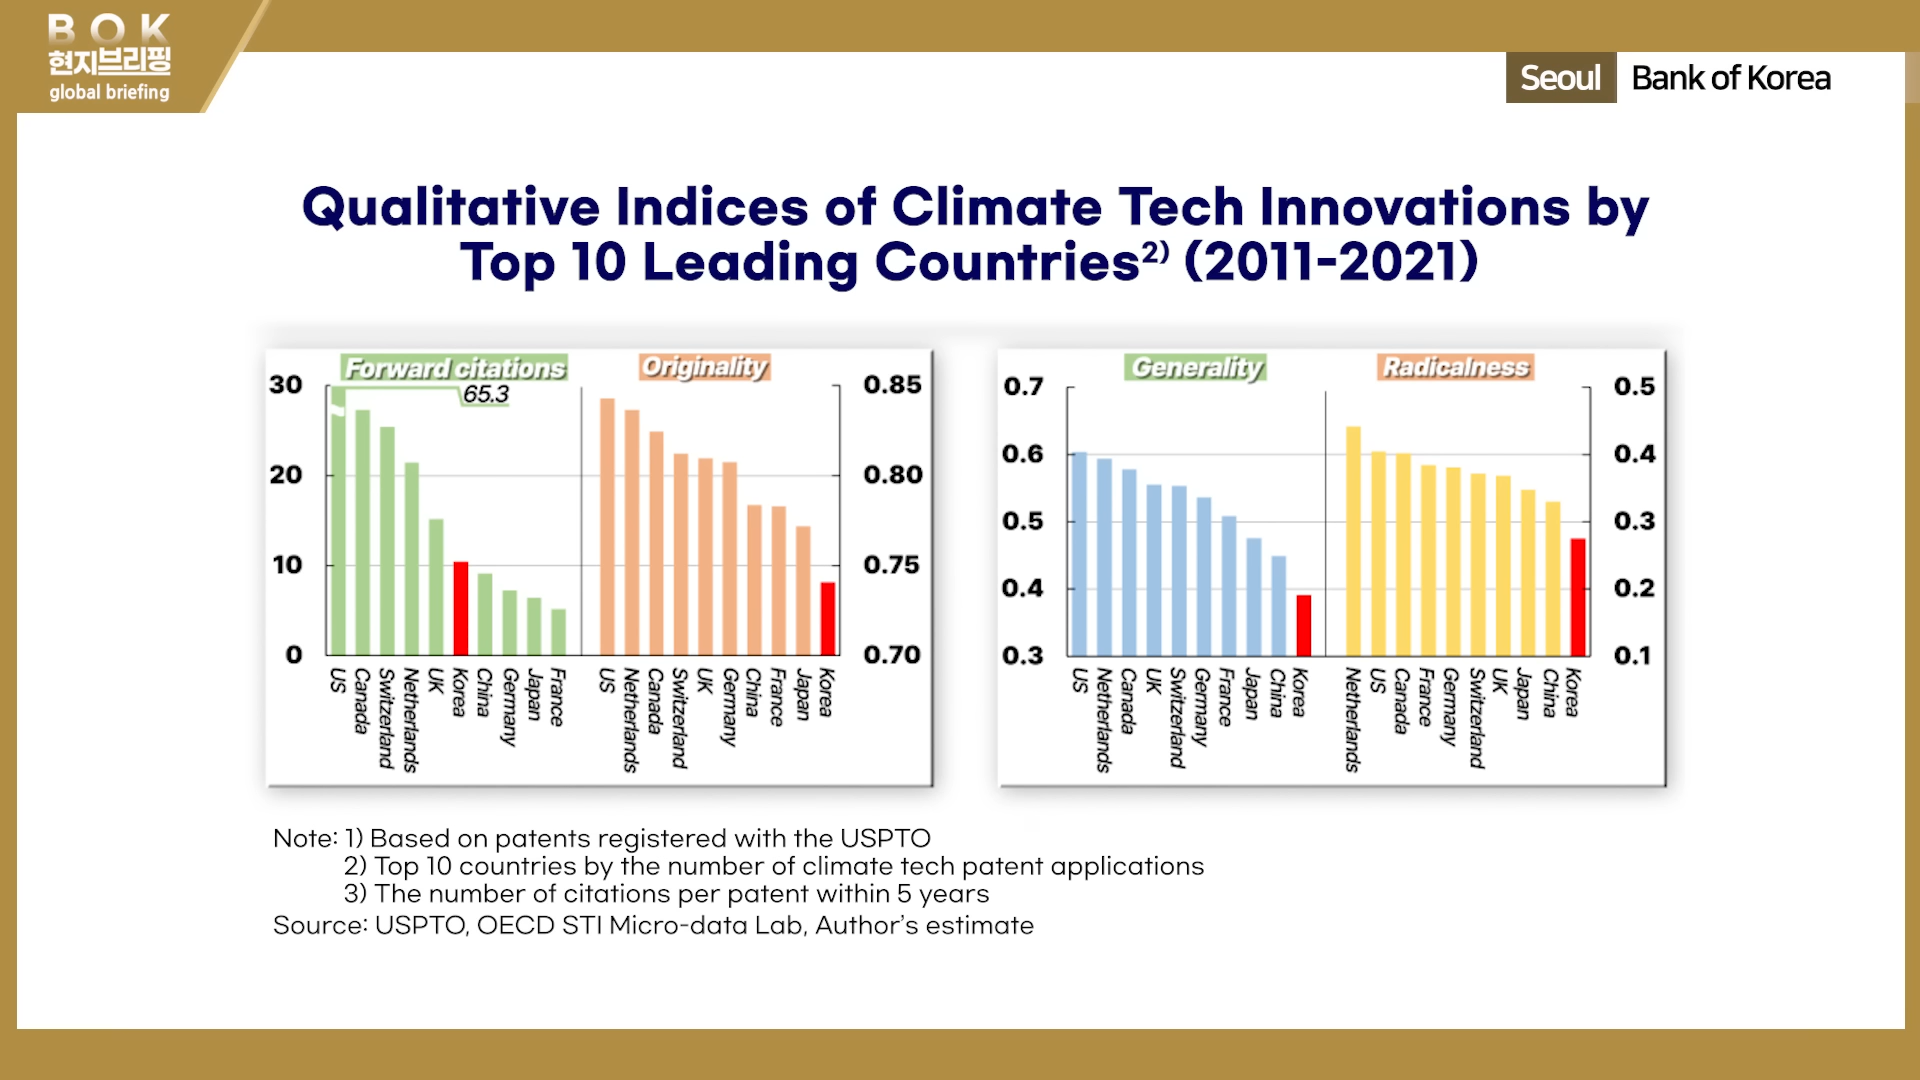 BOK
현지브리핑
global briefing
Seoul Bank of Korea
Qualitative Indices of Climate Tech Innovations by
Top 10 Leading Countries2) (2011-2021)
Forward citations
Originality
65.3
30
20
10
0
0.85
0.80
0.75
0.70
US
Canada
Switzerland
Netherlands
UK
Korea
China
Germany
Japan
France
US
Netherlands
Canada
Switzerland
UK
Germany
China
France
Japan
Korea
Generality
Radicalness
0.7
0.6
0.5
0.4
0.3
0.5
0.4
0.3
0.2
0.1
US
Netherlands
Canada
UK
Switzerland
Germany
France
Japan
China
Korea
Netherlands
US
Canada
France
Germany
Switzerland
UK
Japan
China
Korea
Note: 1) Based on patents registered with the USPTO
2) Top 10 countries by the number of climate tech patent applications
3) The number of citations per patent within 5 years
Source: USPTO, OECD STI Micro-data Lab, Author’s estimate